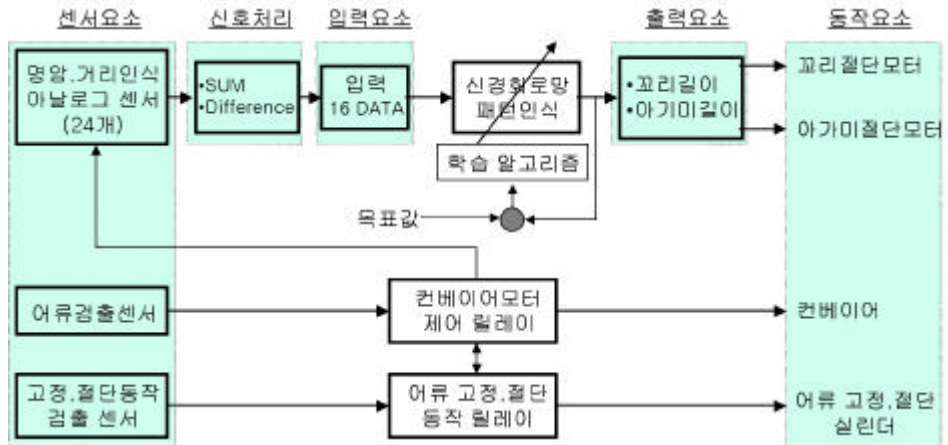 센서요소
신호처리
입력요소
출력요소
동작요소
명암,거리인식
아날로그 센서
(24개)
•SUM
•Difference
입력
16 DATA
신경회로망
패턴인식
•꼬리길이
•아기미길이
꼬리절단모터
아가미절단모터
학습 알고리즘
목표값
어류검출센서
컨베이어모터
제어 릴레이
컨베이어
고정,절단동작
검출 센서
어류 고정,절단
동작 릴레이
어류 고정,절단
실린더